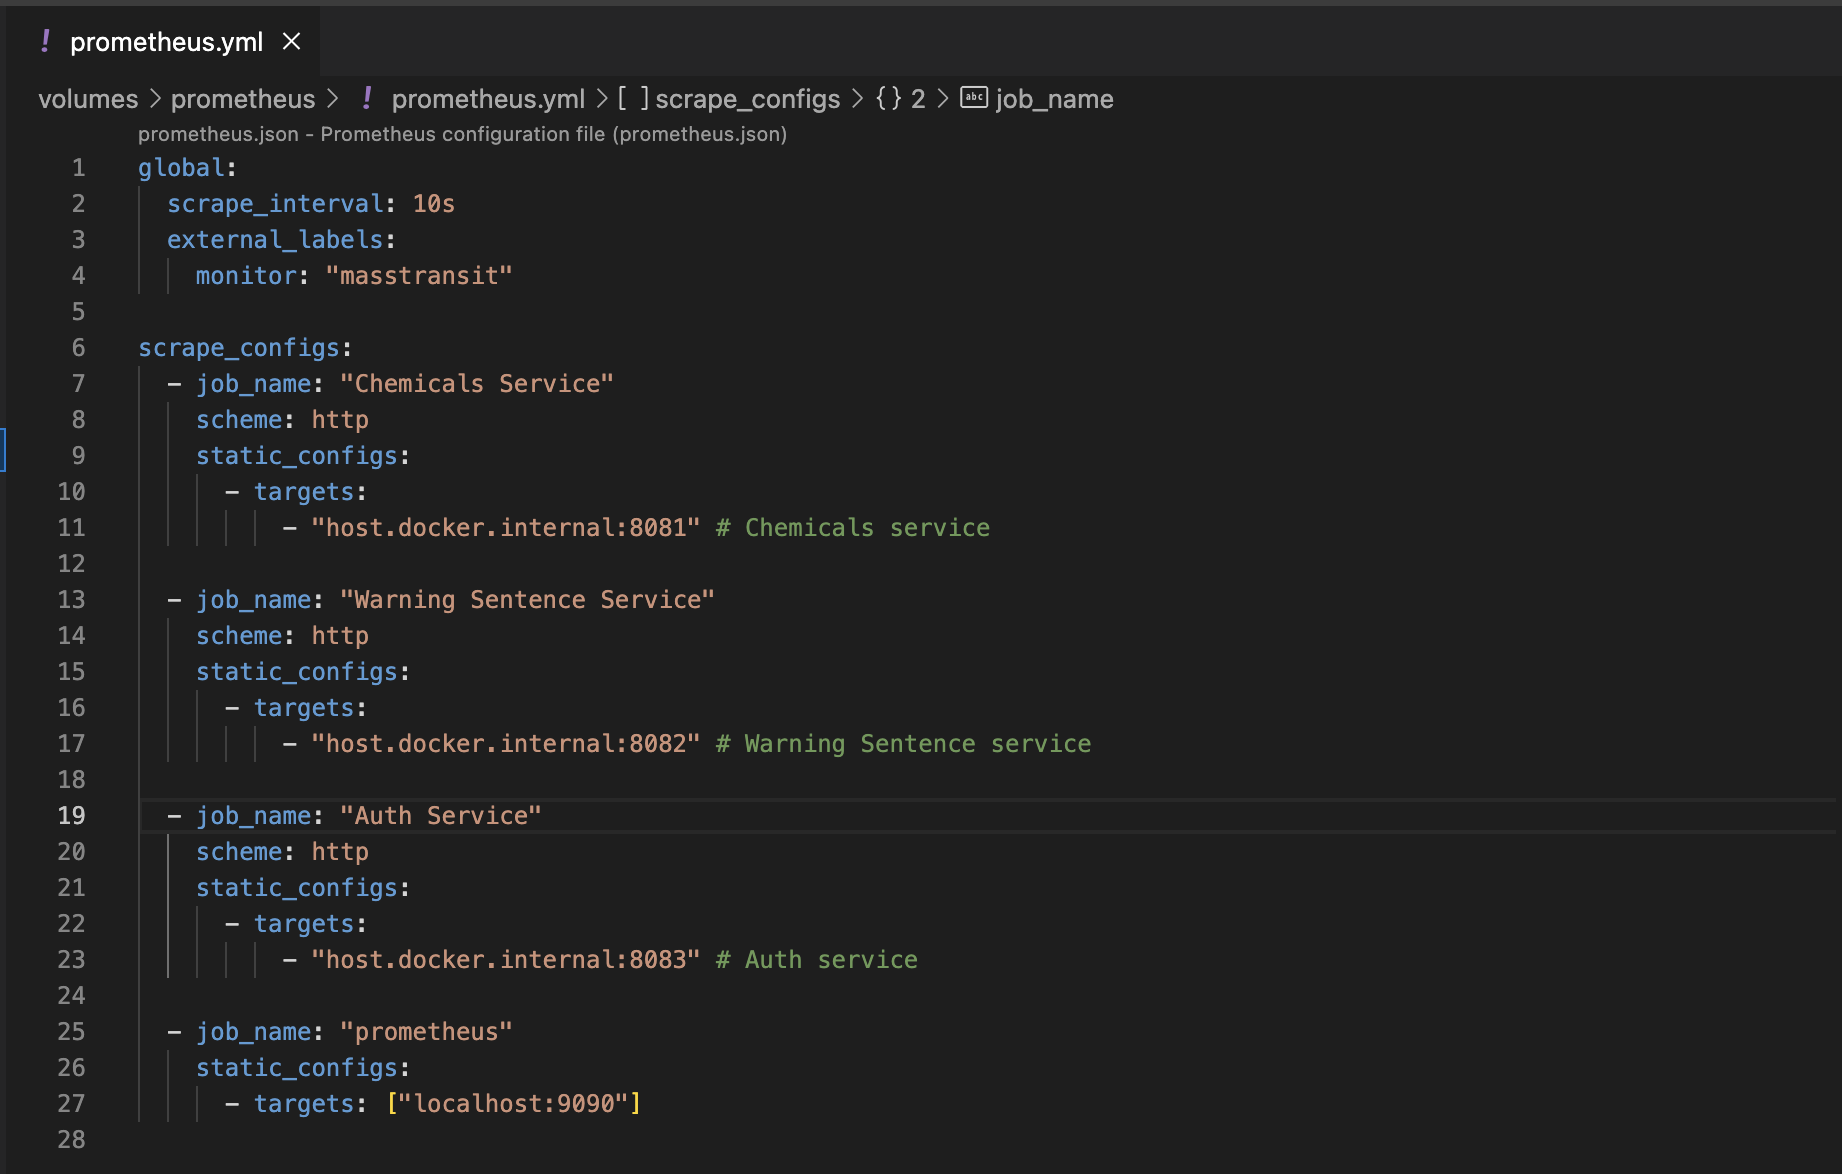 ! prometheus.yml ×
volumes > prometheus > ! prometheus.yml > [ ] scrape_configs > {} 2 > abc job_name
prometheus.json - Prometheus configuration file (prometheus.json)
1 global:
2   scrape_interval: 10s
3   external_labels:
4     monitor: "masstransit"
5
6 scrape_configs:
7   - job_name: "Chemicals Service"
8     scheme: http
9     static_configs:
10       - targets:
11           - "host.docker.internal:8081" # Chemicals service
12
13   - job_name: "Warning Sentence Service"
14     scheme: http
15     static_configs:
16       - targets:
17           - "host.docker.internal:8082" # Warning Sentence service
18
19   - job_name: "Auth Service"
20     scheme: http
21     static_configs:
22       - targets:
23           - "host.docker.internal:8083" # Auth service
24
25   - job_name: "prometheus"
26     static_configs:
27       - targets: ["localhost:9090"]
28